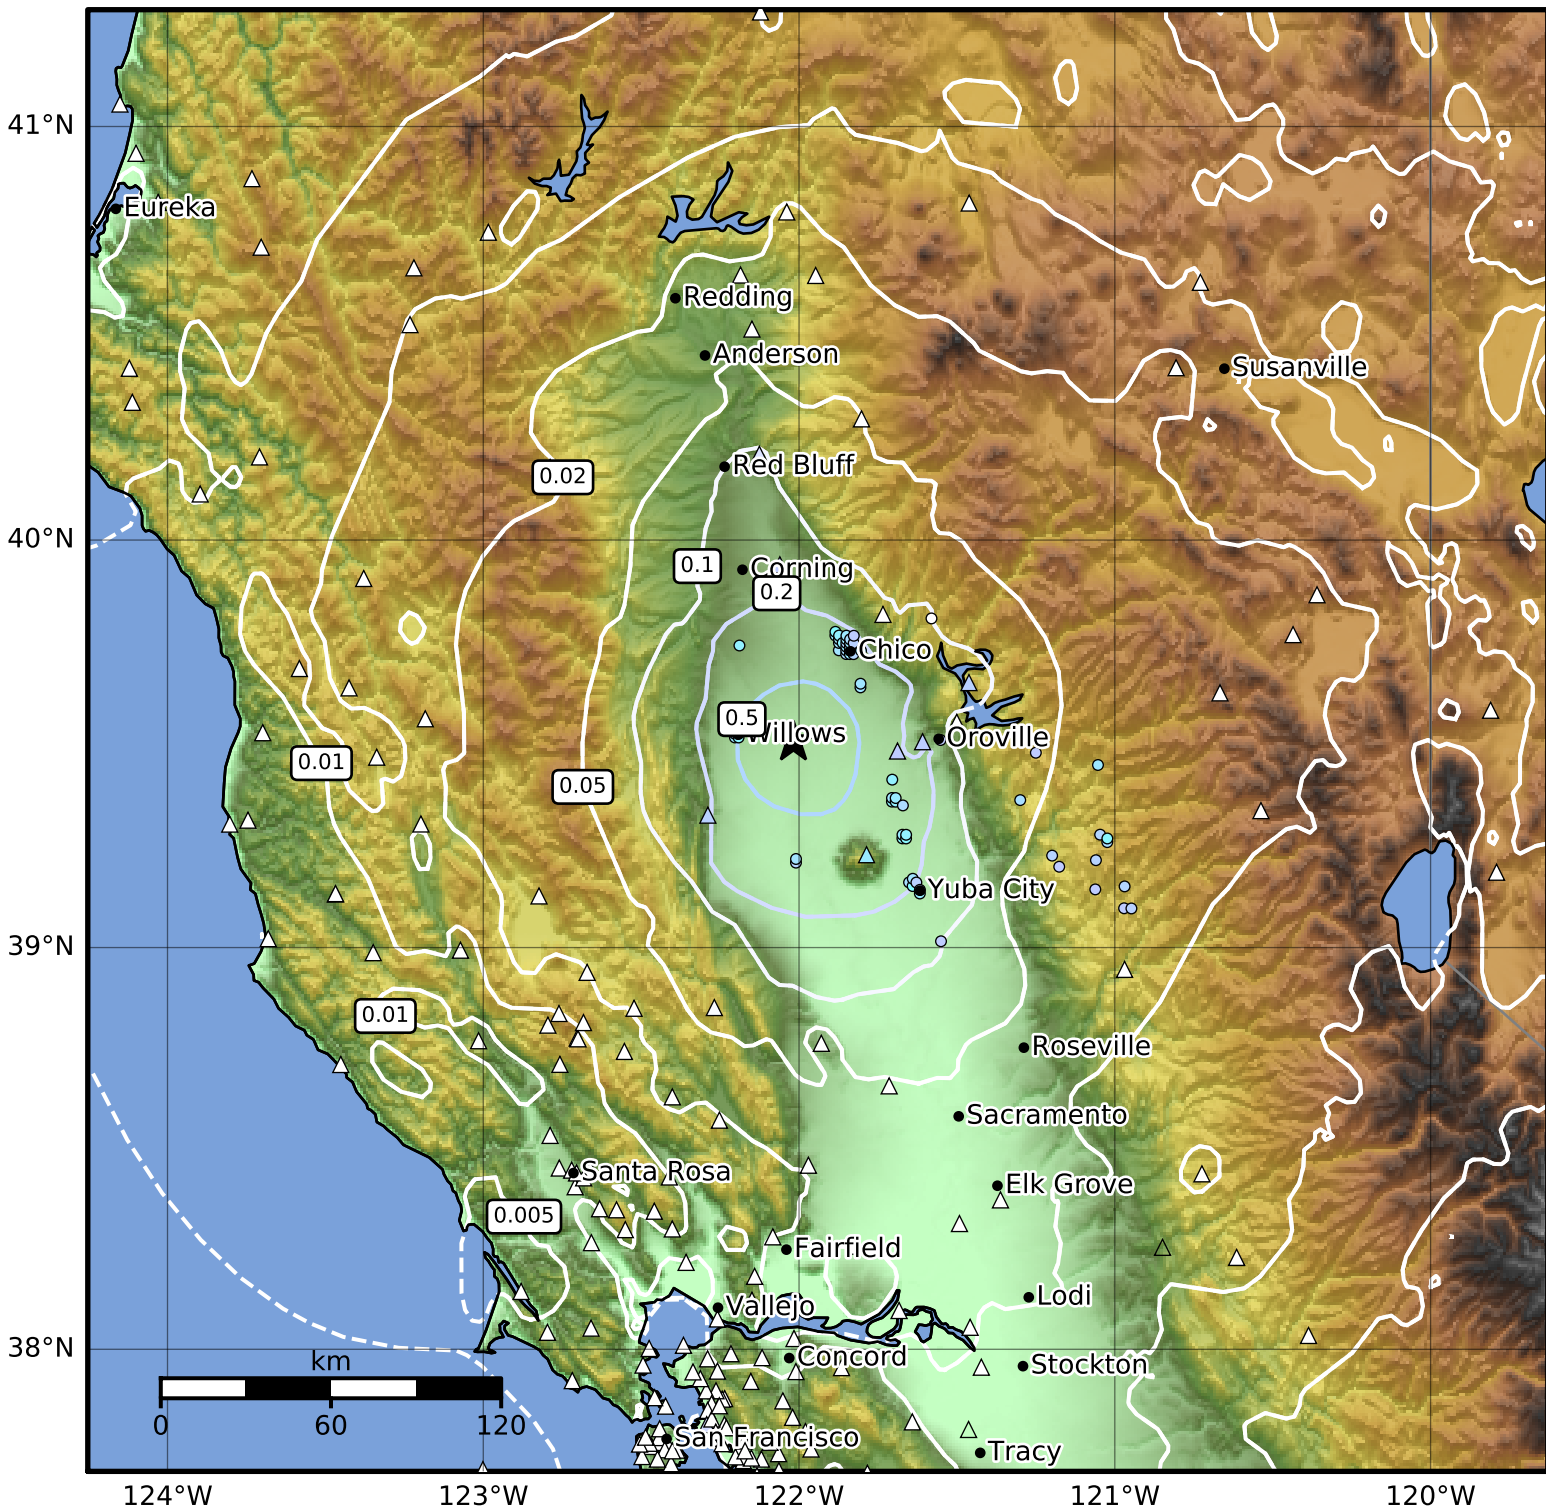 41°N
Eureka
Redding
Anderson
Susanville
Red Bluff
0.02
40°N
0.1
Corning
0.2
Chico
0.5
Willows
Oroville
0.01
0.05
Yuba City
39°N
0.01
Roseville
Sacramento
Santa Rosa
Elk Grove
0.005
Fairfield
Lodi
Vallejo
38°N
km
Concord
Stockton
0 60 120
San Francisco
Tracy
124°W 123°W 122°W 121°W 120°W